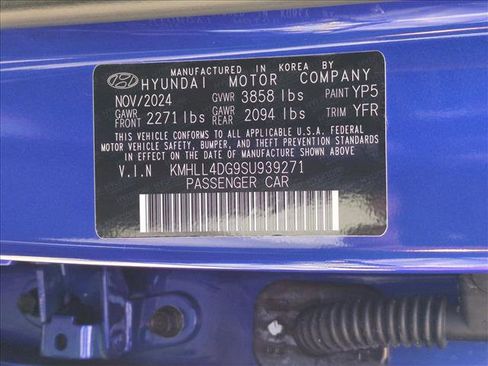 MANUFACTURED IN KOREA BY
HYUNDAI MOTOR COMPANY
NOV/2024 GVWR 3858 lbs PAINT YP5
GAWR FRONT 2271 lbs GAWR REAR 2094 lbs TRIM YFR
THIS VEHICLE CONFORMS TO ALL APPLICABLE U.S.A. FEDERAL
MOTOR VEHICLE SAFETY, BUMPER, AND THEFT PREVENTION
STANDARDS IN EFFECT ON THE DATE OF MANUFACTURE SHOWN ABOVE.
V.I.N KMHLL4DG9SU939271
PASSENGER CAR